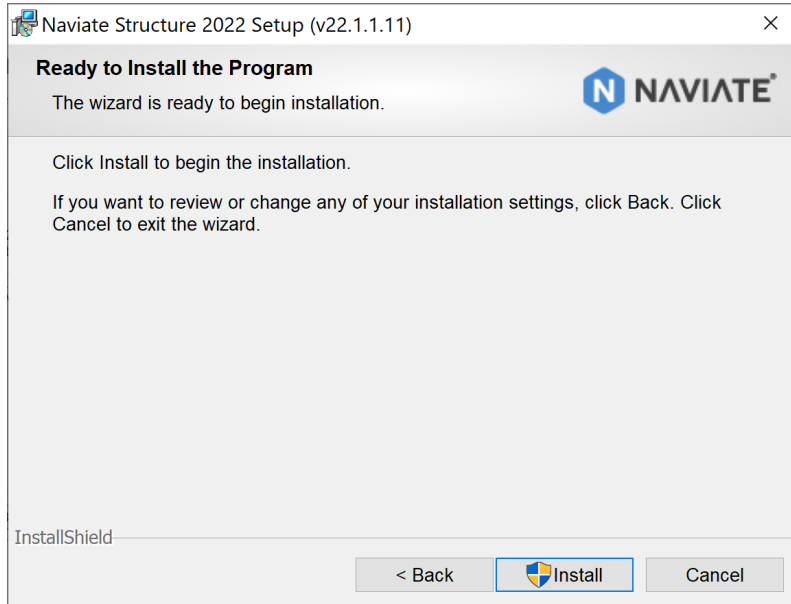 Naviate Structure 2022 Setup (v22.1.1.11)
Ready to Install the Program
The wizard is ready to begin installation.
N NAVIATE
Click Install to begin the installation.
If you want to review or change any of your installation settings, click Back. Click
Cancel to exit the wizard.
InstallShield
< Back
Install
Cancel